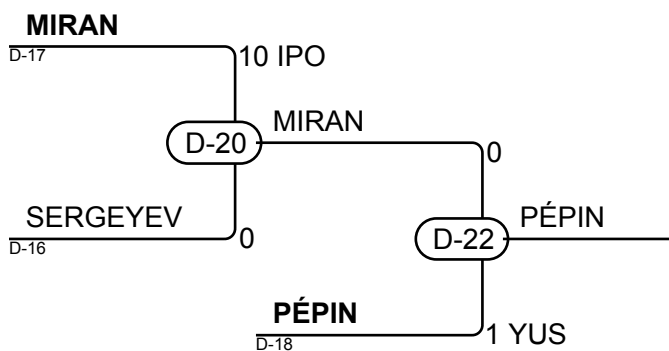 MIRAN
D-17
10 IPO
MIRAN
D-20
0
SERGEYEV
D-16
0
PÉPIN
D-22
PÉPIN
D-18
1 YUS